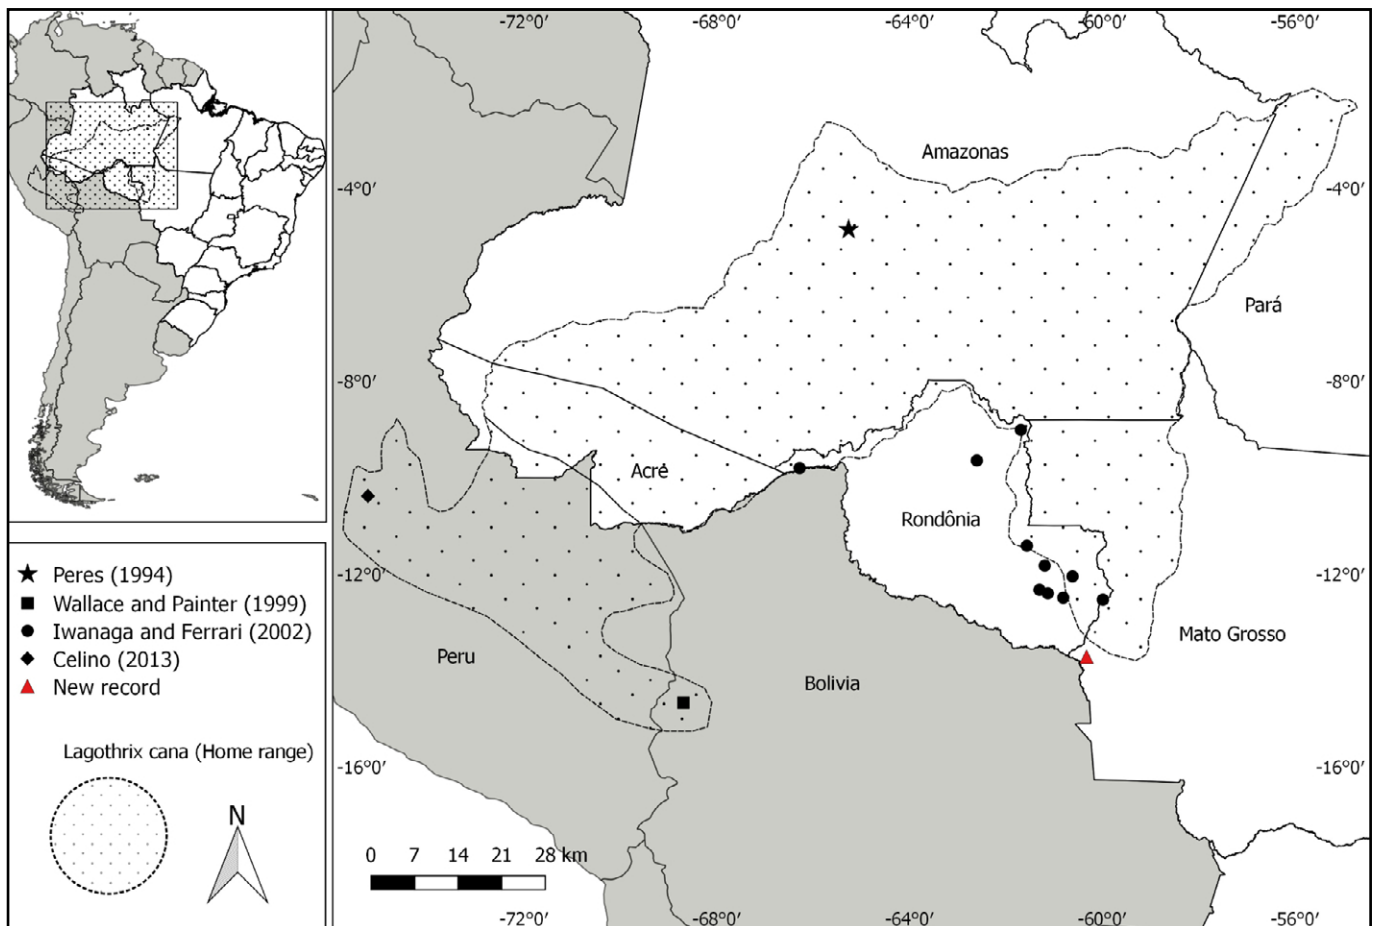 -72°0′ -68°0′ -64°0′ -60°0′ -56°0′
Amazonas
-4°0′ -4°0′
Pará
-8°0′ -8°0′
Acre
Rondônia
-12°0′ -12°0′
Mato Grosso
Peru
Bolivia
-16°0′ -16°0′
0 7 14 21 28 km
-72°0′ -68°0′ -64°0′ -60°0′ -56°0′
Peres (1994)
Wallace and Painter (1999)
Iwanaga and Ferrari (2002)
Celino (2013)
New record
Lagothrix cana (Home range)
N